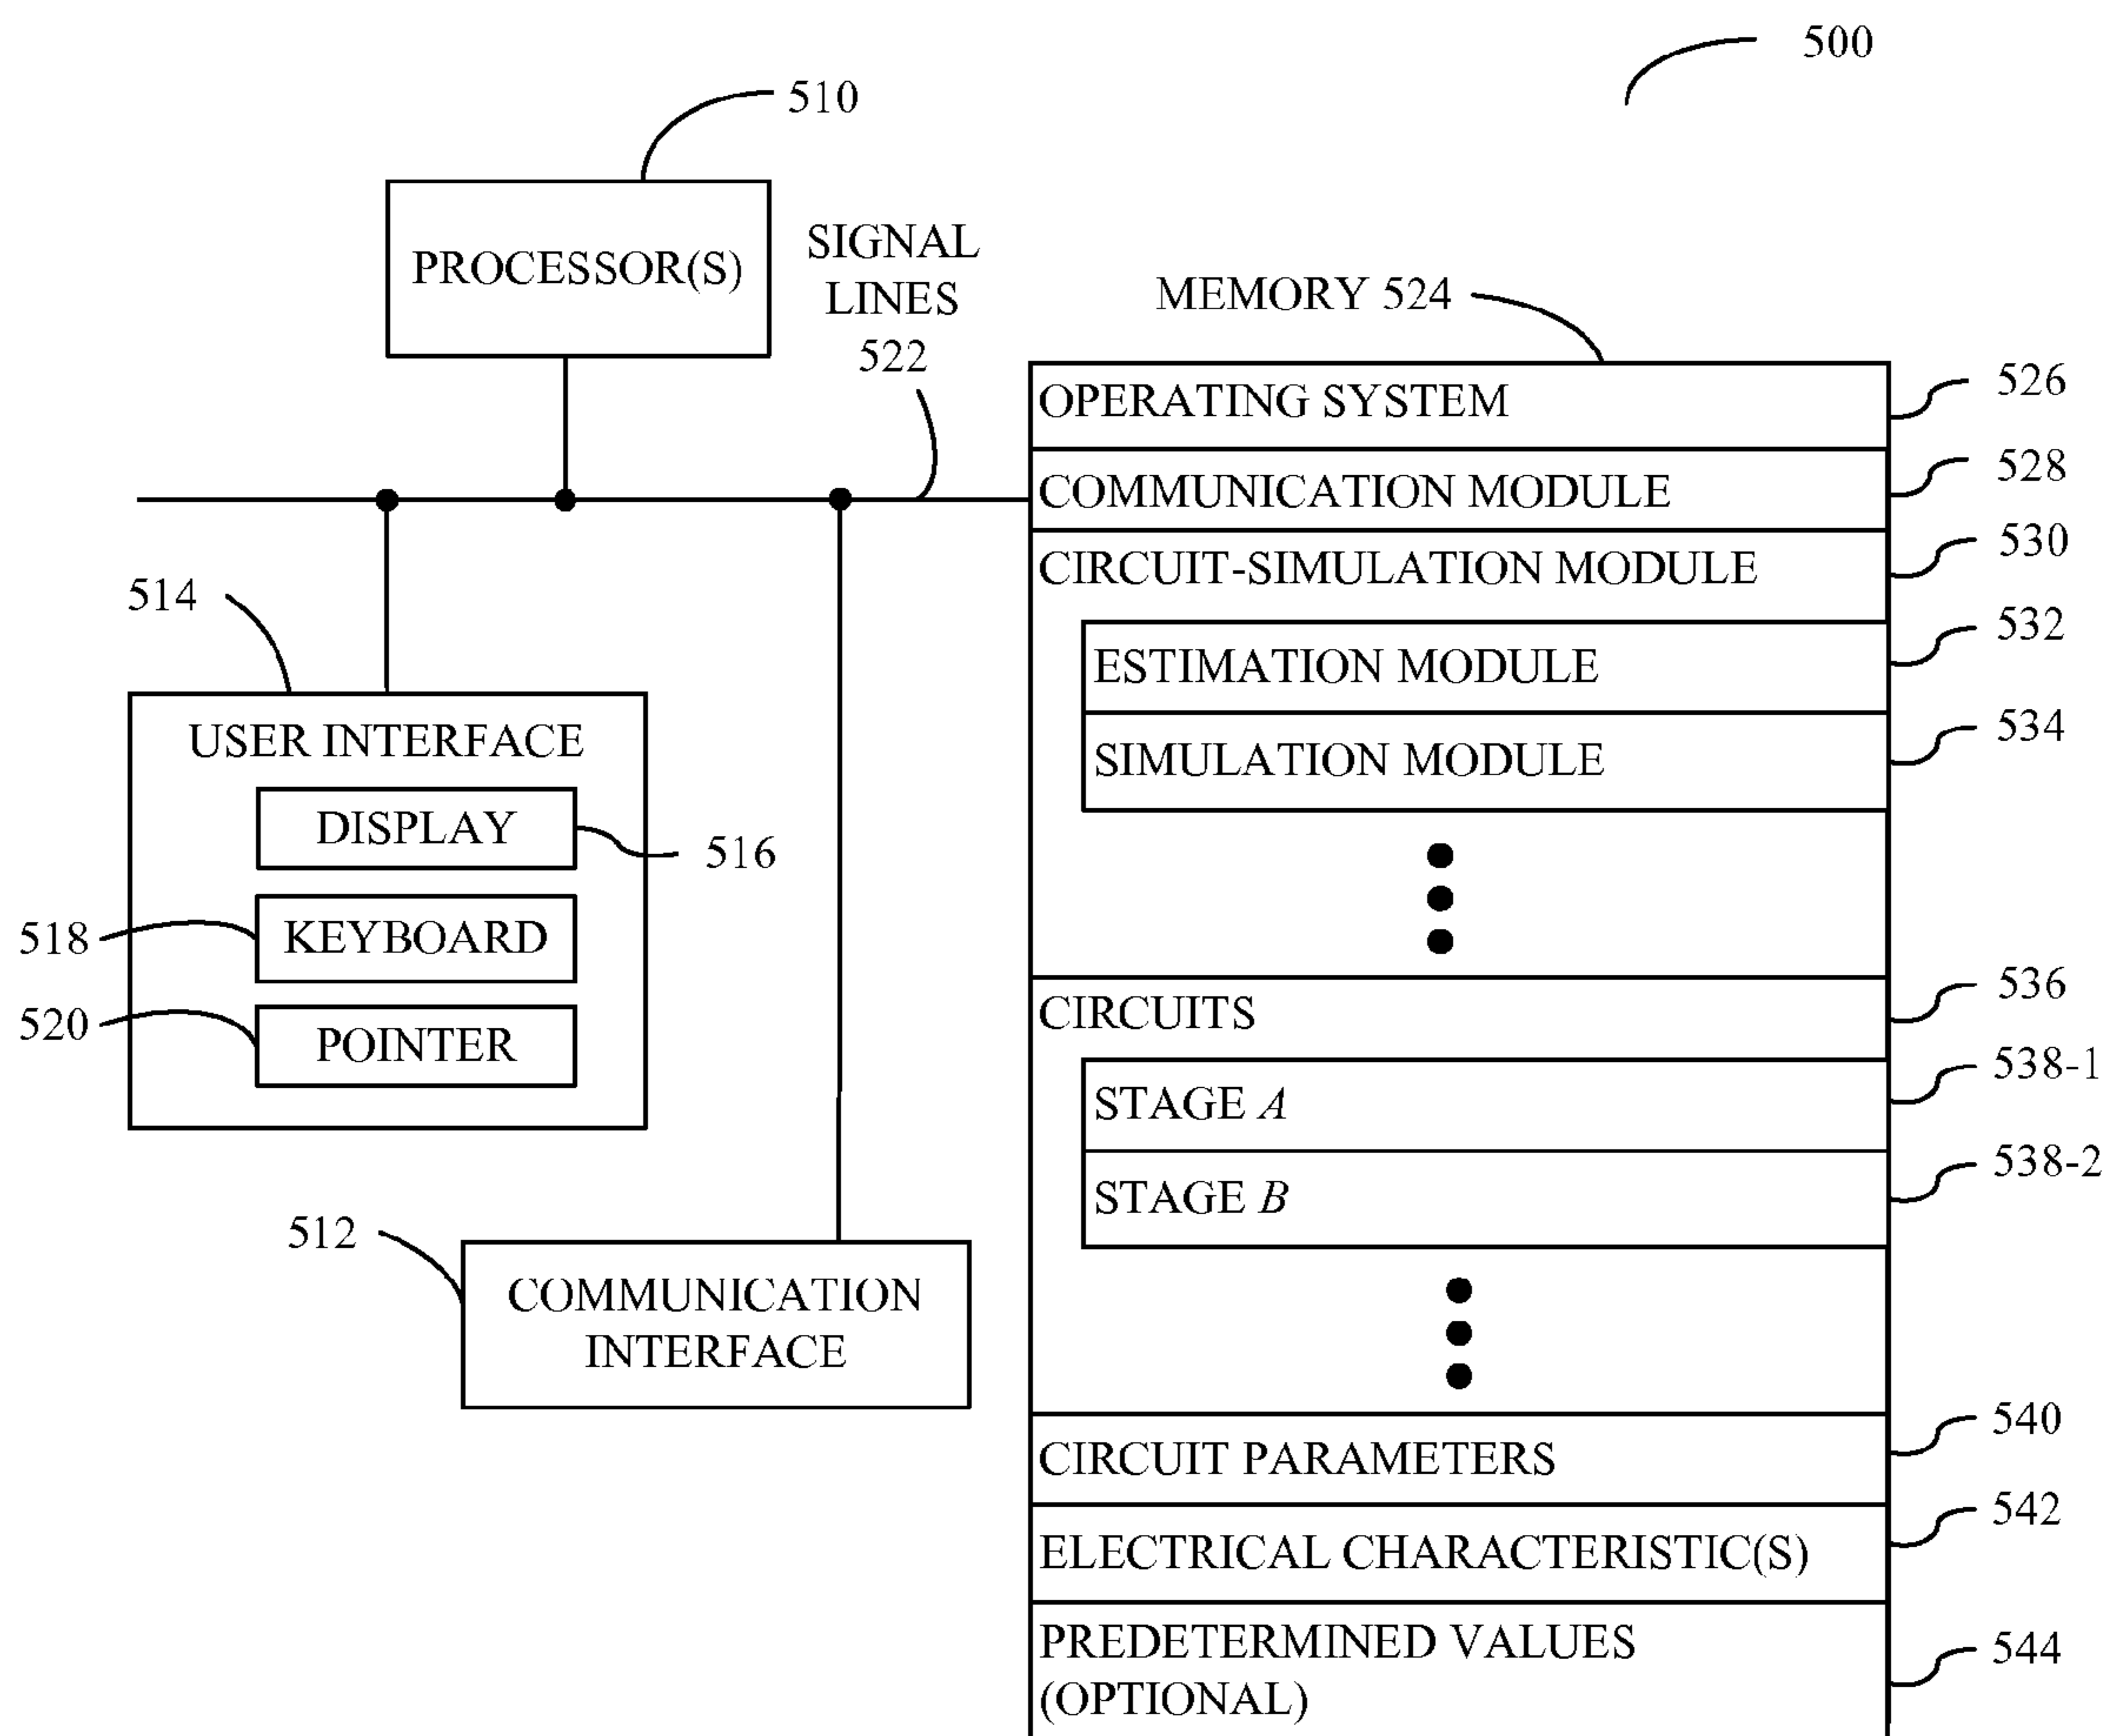 500
510
PROCESSOR(S)
SIGNAL
LINES
522
MEMORY 524
OPERATING SYSTEM
526
COMMUNICATION MODULE
528
CIRCUIT-SIMULATION MODULE
530
ESTIMATION MODULE
532
SIMULATION MODULE
534
514
USER INTERFACE
DISPLAY
516
518
KEYBOARD
520
POINTER
512
COMMUNICATION
INTERFACE
CIRCUITS
536
STAGE A
538-1
STAGE B
538-2
CIRCUIT PARAMETERS
540
ELECTRICAL CHARACTERISTIC(S)
542
PREDETERMINED VALUES
(OPTIONAL)
544